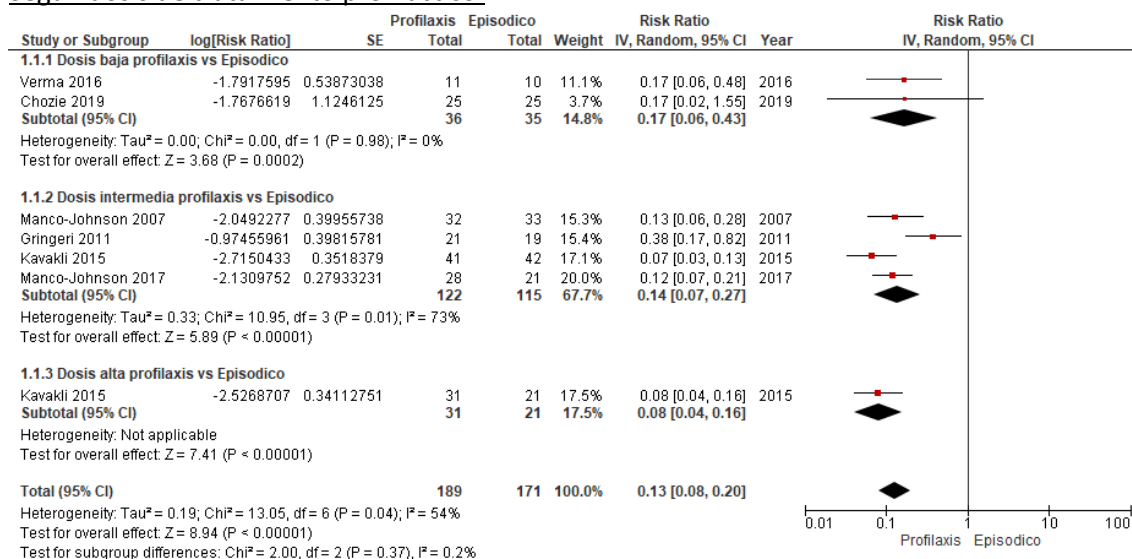 Profilaxis Episodico Risk Ratio Risk Ratio
Study or Subgroup log[Risk Ratio] SE Total Total Weight IV, Random, 95% CI Year IV, Random, 95% CI
1.1.1 Dosis baja profilaxis vs Episodico
Verma 2016 -1.7917595 0.53873038 11 10 11.1% 0.17 [0.06, 0.48] 2016
Chozie 2019 -1.7676619 1.1246125 25 25 3.7% 0.17 [0.02, 1.55] 2019
Subtotal (95% CI) 36 35 14.8% 0.17 [0.06, 0.43]
Heterogeneity: Tau² = 0.00; Chi² = 0.00, df = 1 (P = 0.98); I² = 0%
Test for overall effect: Z = 3.68 (P = 0.0002)
1.1.2 Dosis intermedia profilaxis vs Episodico
Manco-Johnson 2007 -2.0492277 0.39955738 32 33 15.3% 0.13 [0.06, 0.28] 2007
Gringeri 2011 -0.97455961 0.39815781 21 19 15.4% 0.38 [0.17, 0.82] 2011
Kavakli 2015 -2.7150433 0.3518379 41 42 17.1% 0.07 [0.03, 0.13] 2015
Manco-Johnson 2017 -2.1309752 0.27933231 28 21 20.0% 0.12 [0.07, 0.21] 2017
Subtotal (95% CI) 122 115 67.7% 0.14 [0.07, 0.27]
Heterogeneity: Tau² = 0.33; Chi² = 10.95, df = 3 (P = 0.01); I² = 73%
Test for overall effect: Z = 5.89 (P < 0.00001)
1.1.3 Dosis alta profilaxis vs Episodico
Kavakli 2015 -2.5268707 0.34112751 31 21 17.5% 0.08 [0.04, 0.16] 2015
Subtotal (95% CI) 31 21 17.5% 0.08 [0.04, 0.16]
Heterogeneity: Not applicable
Test for overall effect: Z = 7.41 (P < 0.00001)
Total (95% CI) 189 171 100.0% 0.13 [0.08, 0.20]
Heterogeneity: Tau² = 0.19; Chi² = 13.05, df = 6 (P = 0.04); I² = 54%
Test for overall effect: Z = 8.94 (P < 0.00001)
Test for subgroup differences: Chi² = 2.00, df = 2 (P = 0.37), I² = 0.2%
0.01 0.1 1 10 100
Profilaxis Episodico